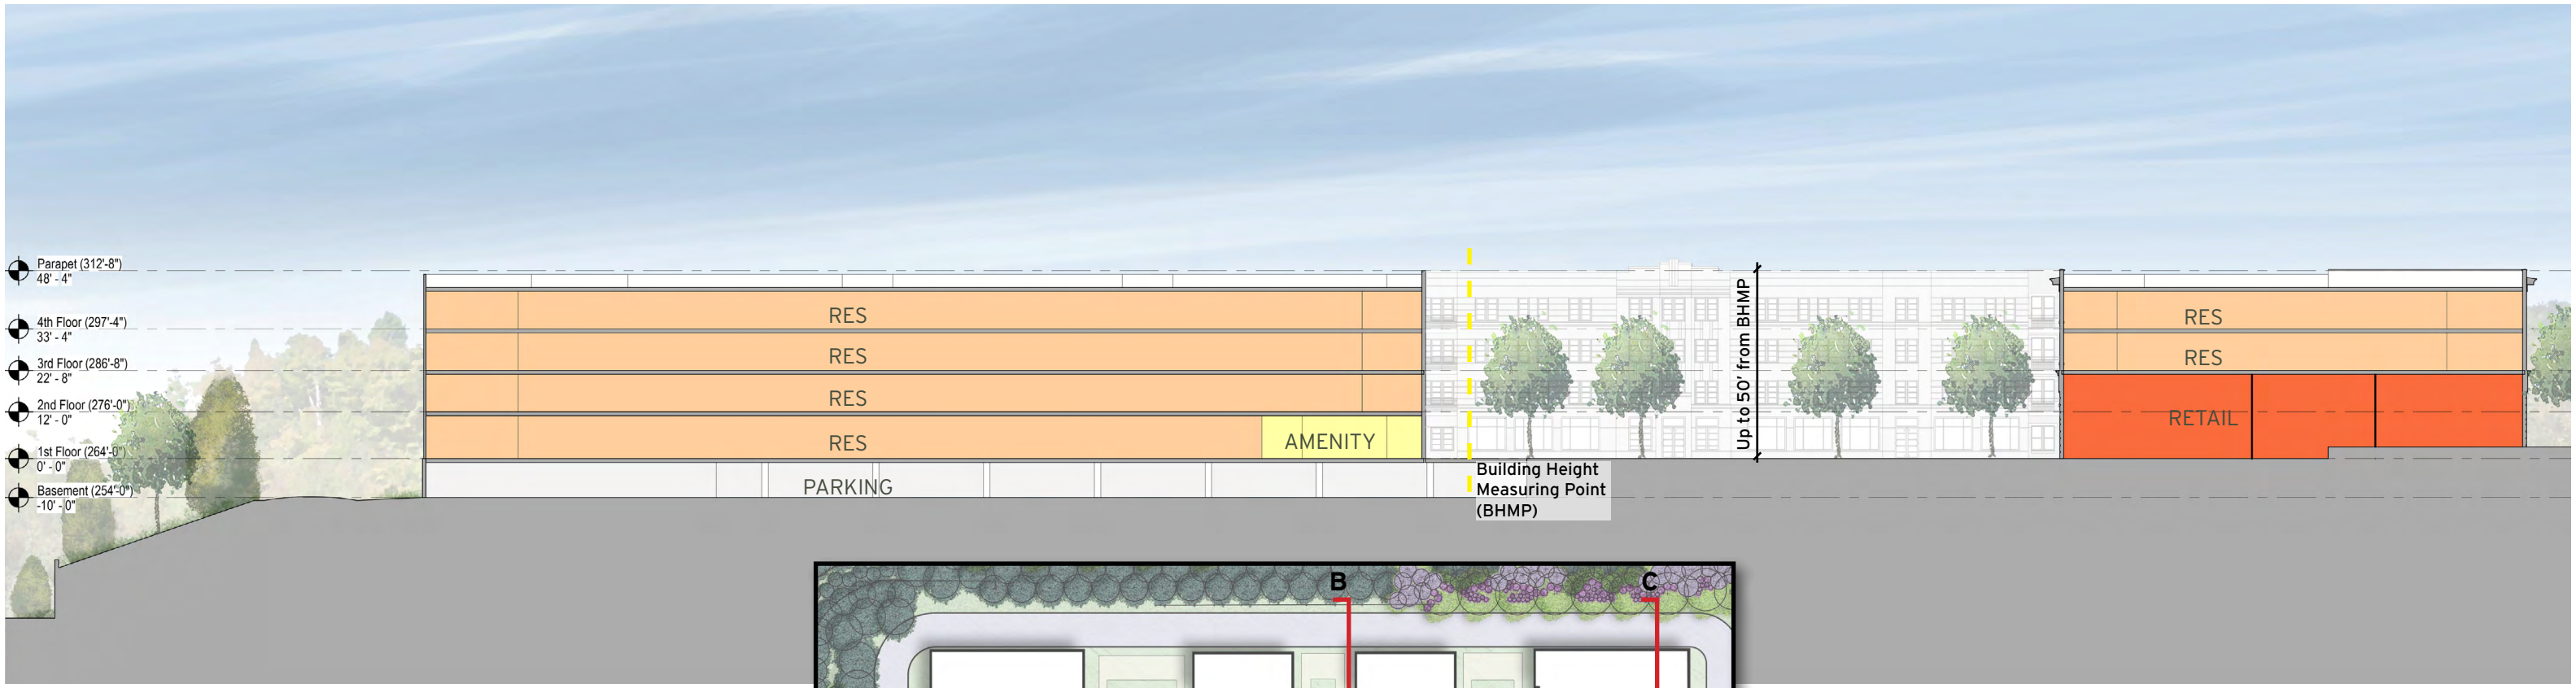 Parapet (312'-8")
48' - 4"
4th Floor (297'-4")
33' - 4"
3rd Floor (286'-8")
22' - 8"
2nd Floor (276'-0")
12' - 0"
1st Floor (264'-0")
0' - 0"
Basement (254'-0")
-10' - 0"
RES
RES
RES
RES
AMENITY
PARKING
Building Height
Measuring Point
(BHMP)
Up to 50' from BHMP
RES
RES
RETAIL
B
C